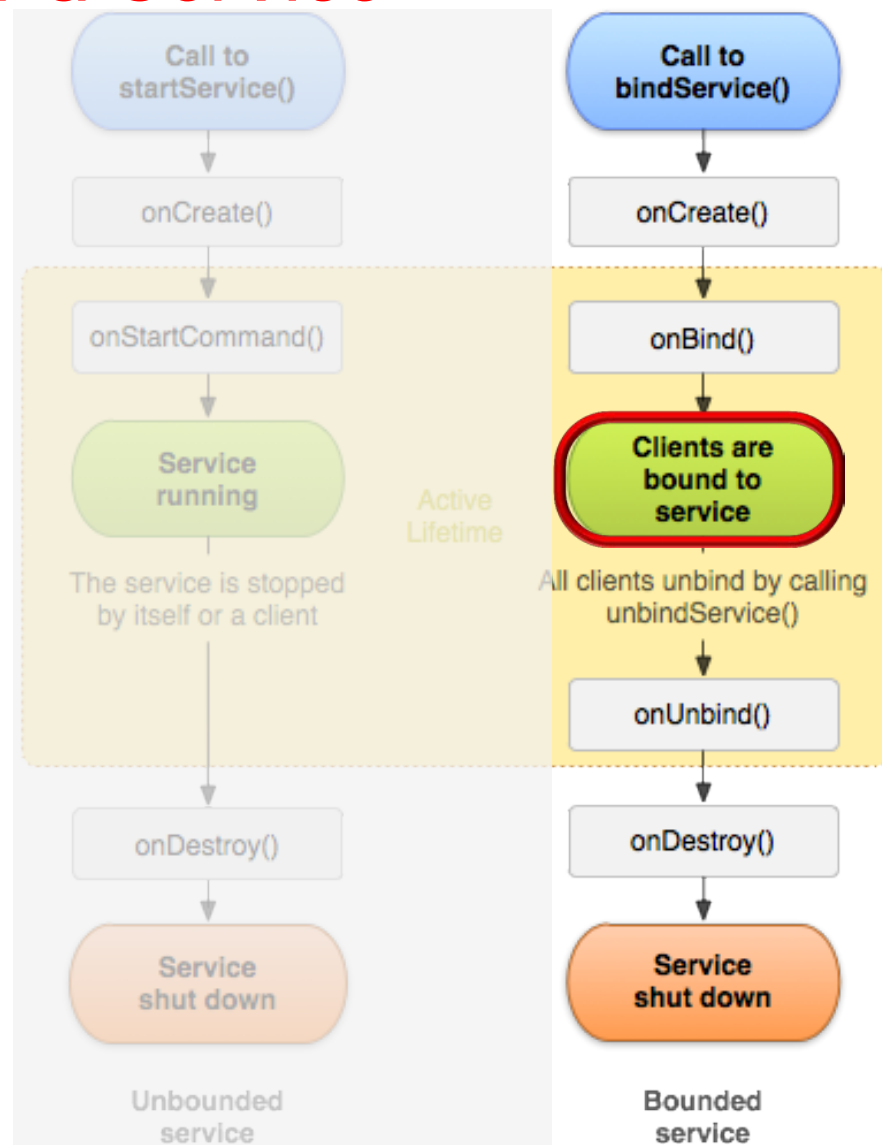 Call to
startService()
onCreate()
onStartCommand()
Service
running
Active
Lifetime
The service is stopped
by itself or a client
onDestroy()
Service
shut down
Unbounded
service
Call to
bindService()
onCreate()
onBind()
Clients are
bound to
service
All clients unbind by calling
unbindService()
onUnbind()
onDestroy()
Service
shut down
Bounded
service